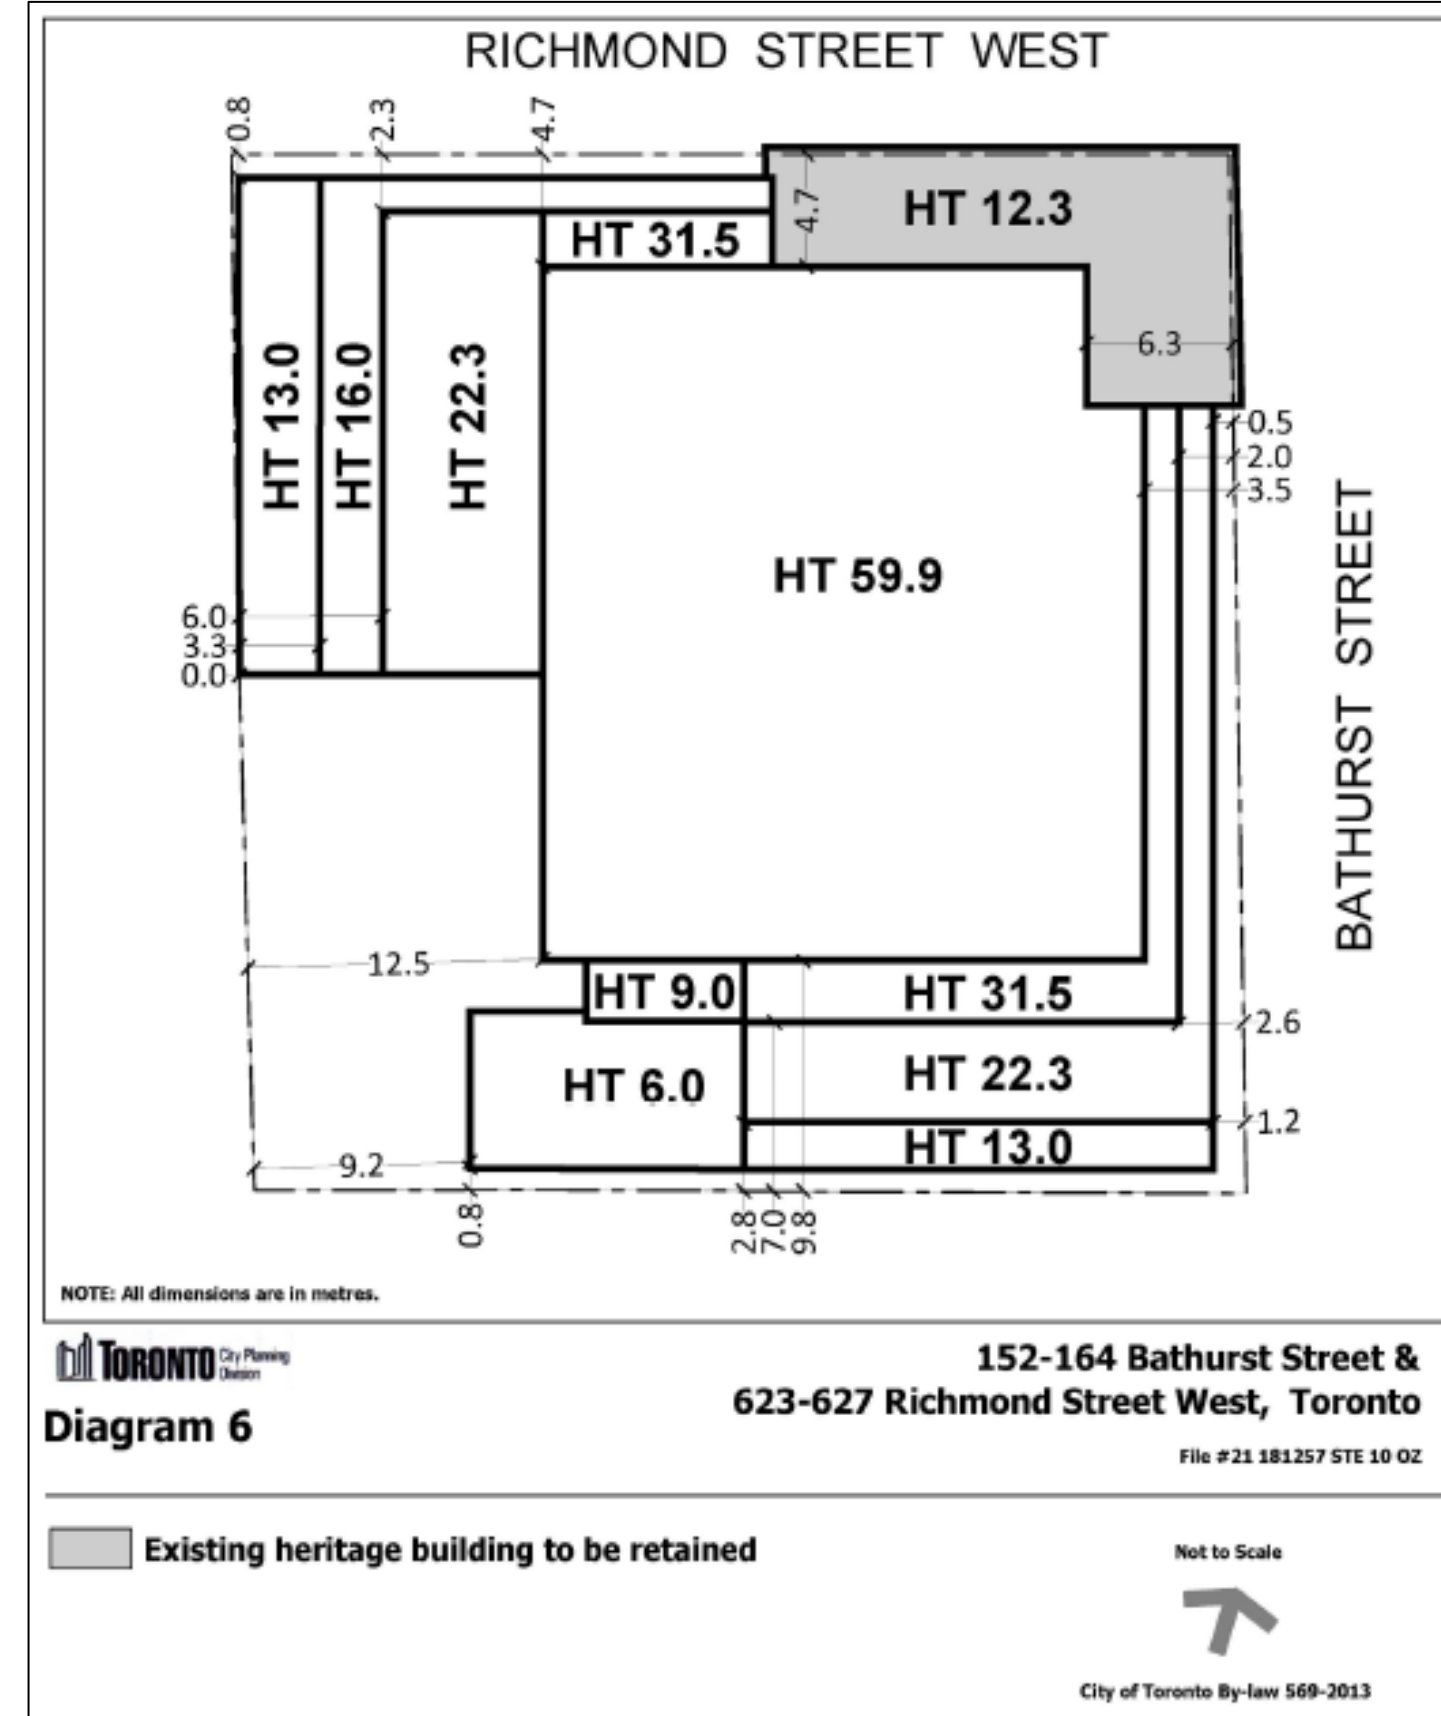 RICHMOND STREET WEST
0.8
2.3
4.7
4.7
HT 12.3
HT 31.5
6.3
HT 13.0
HT 16.0
HT 22.3
0.5
2.0
3.5
BATHURST STREET
HT 59.9
6.0
3.3
0.0
12.5
HT 9.0
HT 31.5
2.6
HT 6.0
HT 22.3
1.2
HT 13.0
9.2
0.8
2.8
7.0
9.8
NOTE: All dimensions are in metres.
TORONTO City Planning
Division
152-164 Bathurst Street &
623-627 Richmond Street West, Toronto
Diagram 6
File #21 181257 STE 10 OZ
Existing heritage building to be retained
Not to Scale
City of Toronto By-law 569-2013